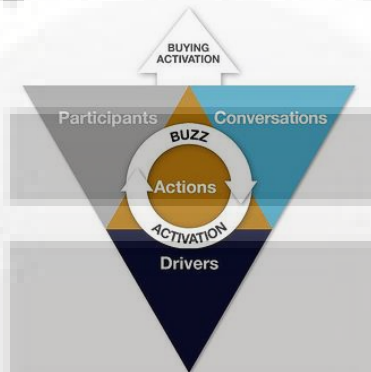 BUYING
ACTIVATION
Participants
Conversations
BUZZ
Actions
ACTIVATION
Drivers